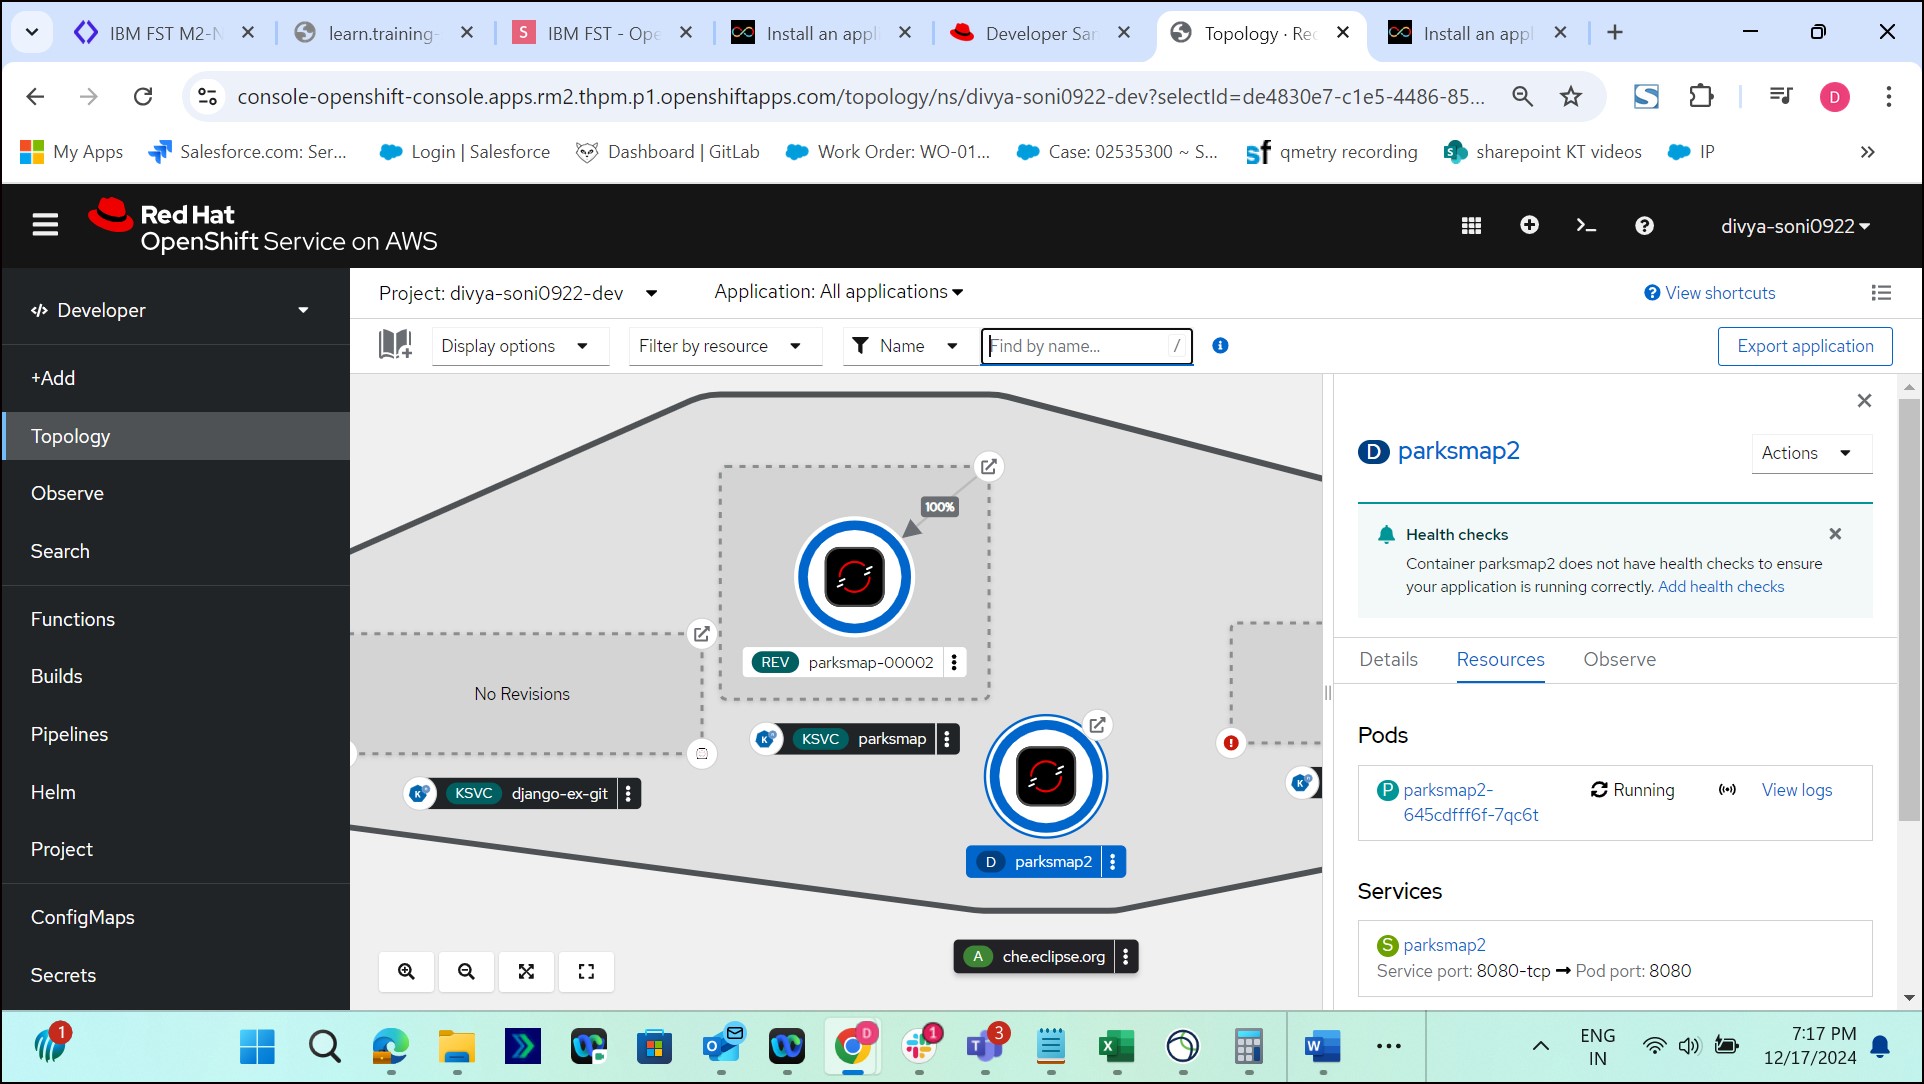 IBM FST M2-N
learn.training-
S
IBM FST - Ope
Install an appli
Developer San
Topology · Red
Install an appl
console-openshift-console.apps.rm2.thpm.p1.openshiftapps.com/topology/ns/divya-soni0922-dev?selectId=de4830e7-c1e5-4486-85...
S
D
My Apps
Salesforce.com: Ser...
Login | Salesforce
Dashboard | GitLab
Work Order: WO-01...
Case: 02535300 ~ S...
sf qmetry recording
sharepoint KT videos
IP
Red Hat
OpenShift Service on AWS
divya-soni0922
Developer
Project: divya-soni0922-dev
Application: All applications
View shortcuts
Display options
Filter by resource
Name
Find by name...
/
Export application
+Add
Topology
Observe
Search
Functions
Builds
Pipelines
Helm
Project
ConfigMaps
Secrets
100%
REV parksmap-00002
No Revisions
KSVC parksmap
KSVC django-ex-git
D parksmap2
A che.eclipse.org
D parksmap2
Actions
Health checks
Container parksmap2 does not have health checks to ensure
your application is running correctly. Add health checks
Details
Resources
Observe
Pods
P parksmap2-
645cdfff6f-7qc6t
Running
View logs
Services
S parksmap2
Service port: 8080-tcp → Pod port: 8080
1
D
1
3
ENG
IN
7:17 PM
12/17/2024